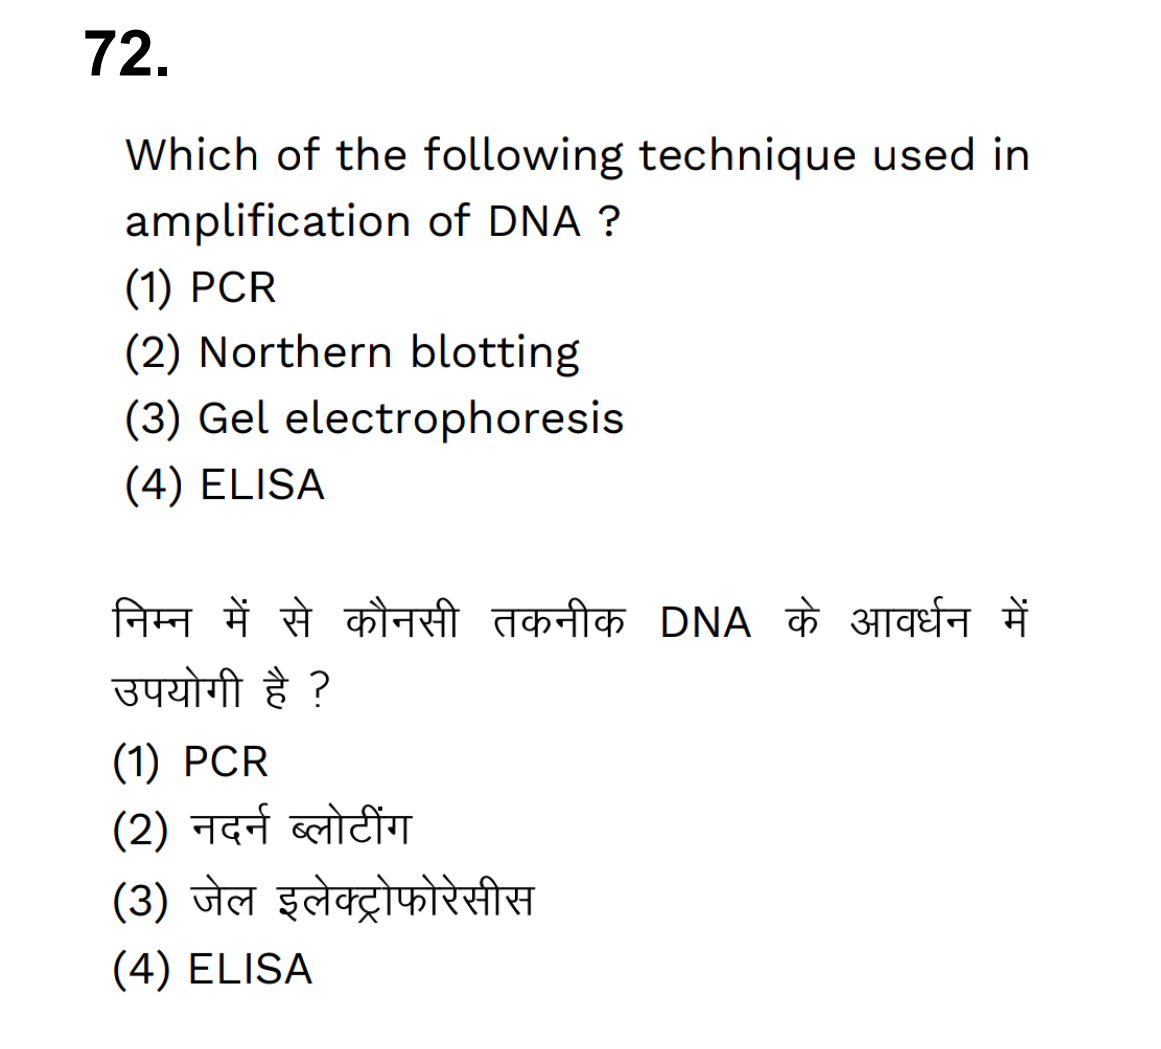 72.
Which of the following technique used in
amplification of DNA ?
(1) PCR
(2) Northern blotting
(3) Gel electrophoresis
(4) ELISA
निम्न में से कौनसी तकनीक DNA के आवर्धन में
उपयोगी है ?
(1) PCR
(2) नदर्न ब्लोटींग
(3) जेल इलेक्ट्रोफोरेसीस
(4) ELISA